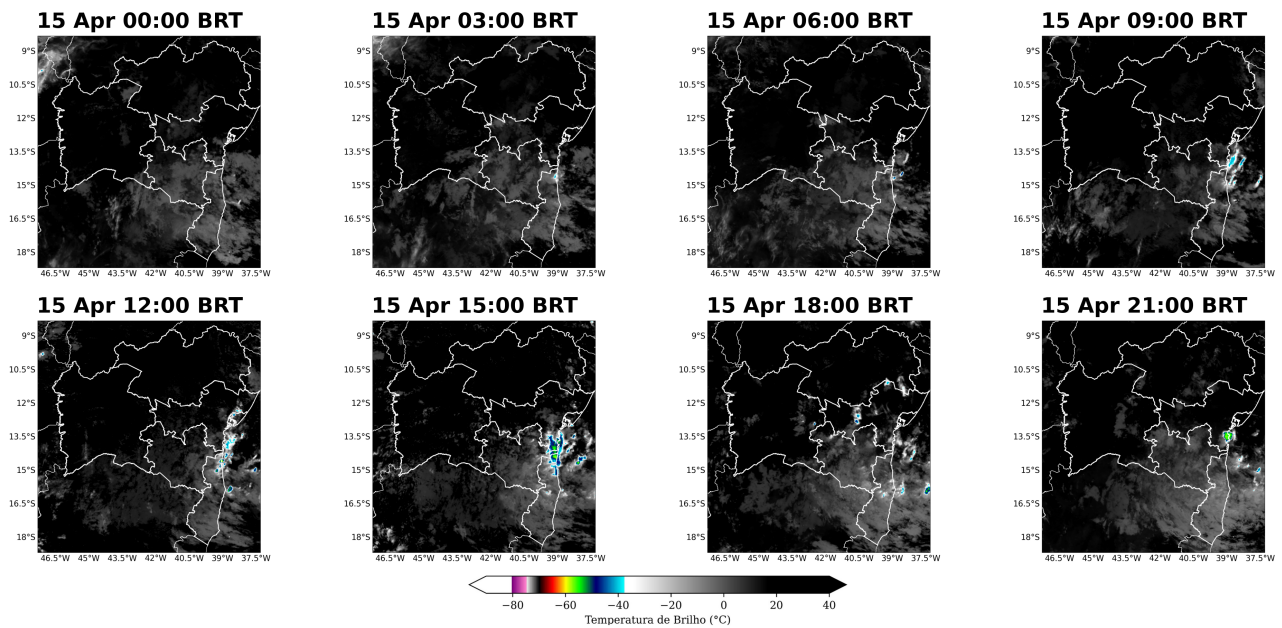 15 Apr 00:00 BRT
9°S
10.5°S
12°S
13.5°S
15°S
16.5°S
18°S
46.5°W 45°W 43.5°W 42°W 40.5°W 39°W 37.5°W
15 Apr 03:00 BRT
9°S
10.5°S
12°S
13.5°S
15°S
16.5°S
18°S
46.5°W 45°W 43.5°W 42°W 40.5°W 39°W 37.5°W
15 Apr 06:00 BRT
9°S
10.5°S
12°S
13.5°S
15°S
16.5°S
18°S
46.5°W 45°W 43.5°W 42°W 40.5°W 39°W 37.5°W
15 Apr 09:00 BRT
9°S
10.5°S
12°S
13.5°S
15°S
16.5°S
18°S
46.5°W 45°W 43.5°W 42°W 40.5°W 39°W 37.5°W
15 Apr 12:00 BRT
9°S
10.5°S
12°S
13.5°S
15°S
16.5°S
18°S
46.5°W 45°W 43.5°W 42°W 40.5°W 39°W 37.5°W
15 Apr 15:00 BRT
9°S
10.5°S
12°S
13.5°S
15°S
16.5°S
18°S
46.5°W 45°W 43.5°W 42°W 40.5°W 39°W 37.5°W
15 Apr 18:00 BRT
9°S
10.5°S
12°S
13.5°S
15°S
16.5°S
18°S
46.5°W 45°W 43.5°W 42°W 40.5°W 39°W 37.5°W
15 Apr 21:00 BRT
9°S
10.5°S
12°S
13.5°S
15°S
16.5°S
18°S
46.5°W 45°W 43.5°W 42°W 40.5°W 39°W 37.5°W
−80 −60 −40 −20 0 20 40
Temperatura de Brilho (°C)